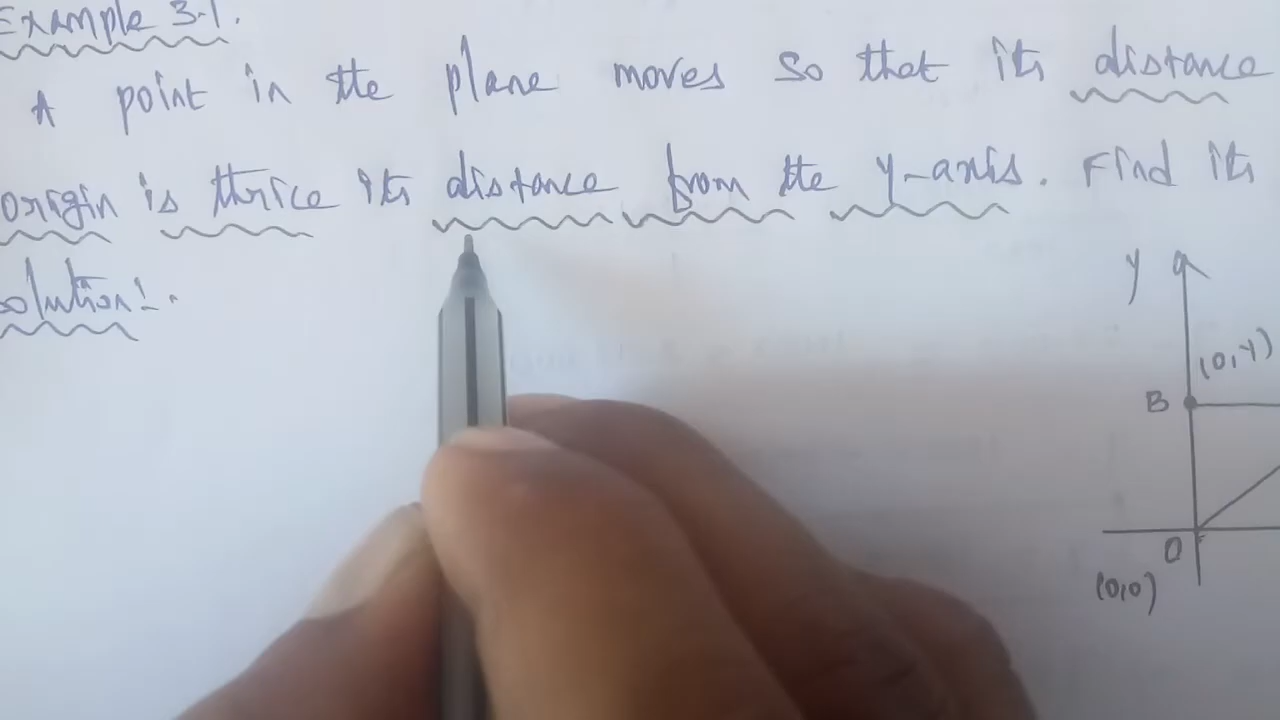 Example 3.1.
A point in the plane moves so that its distance
origin is thrice its distance from the y-axis. Find its
solution:.
y
(0,y)
B
O
(0,0)